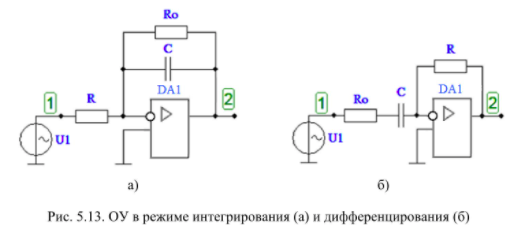 Ro
C
R
DA1
1
2
U1
R
C
Ro
DA1
1
2
U1
а)
б)
Рис. 5.13. ОУ в режиме интегрирования (а) и дифференцирования (б)